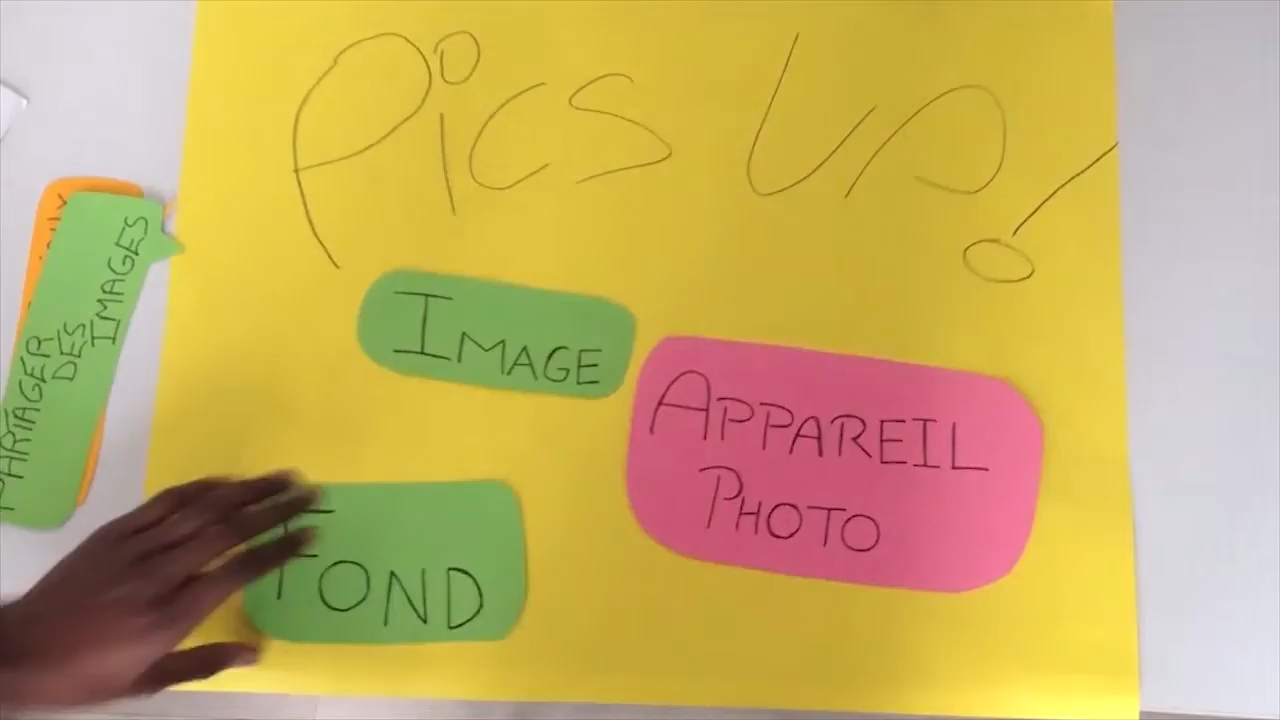 Pics Up!
IMAGE
APPAREIL
PHOTO
FOND
PARTAGER
DES
IMAGES